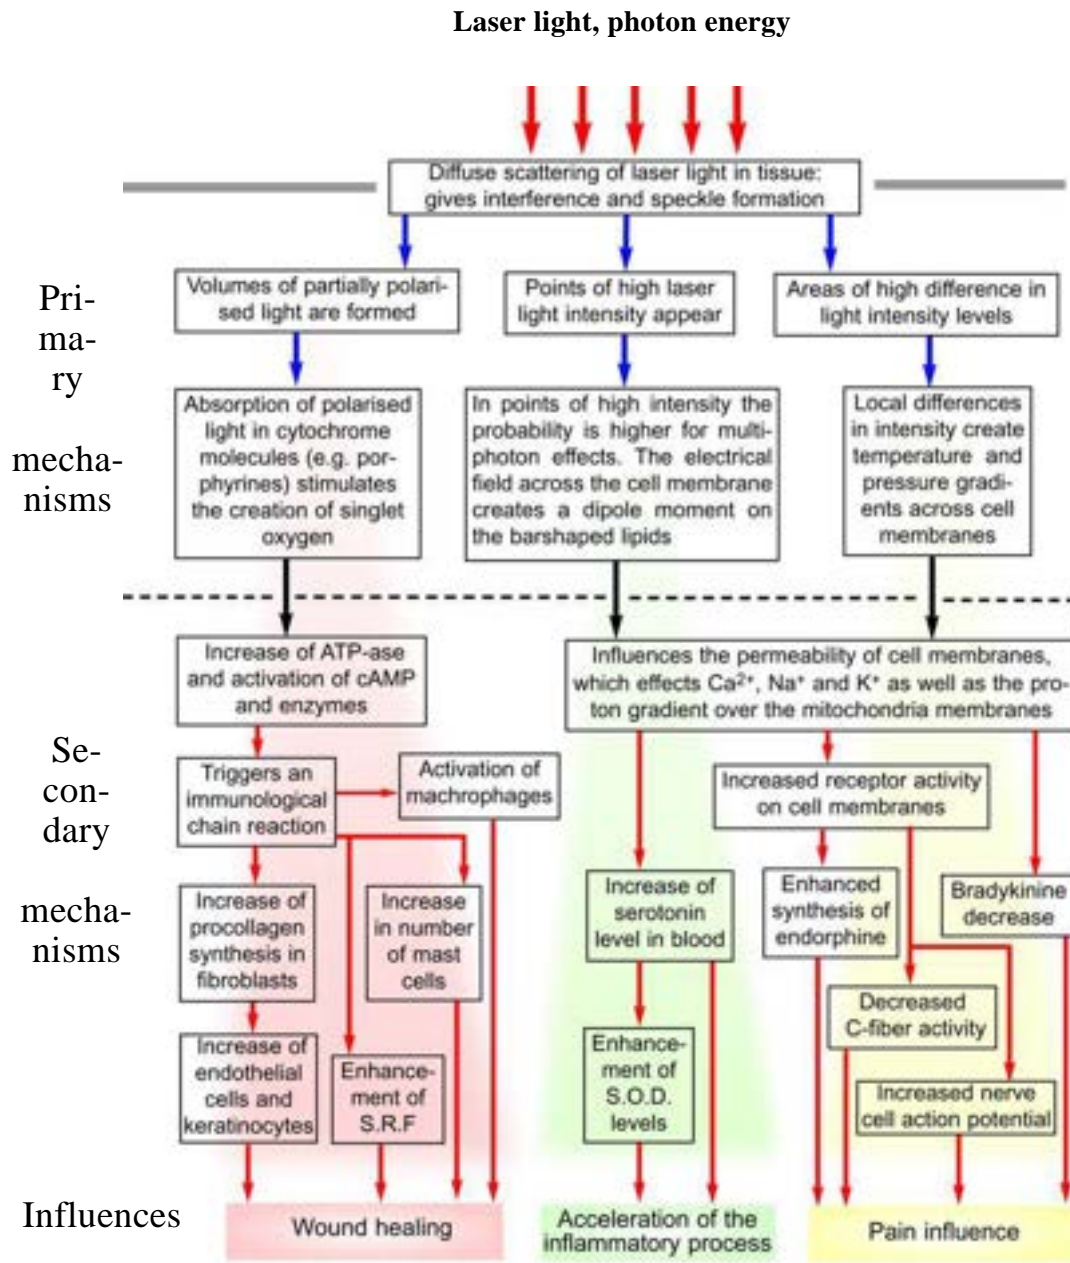 Laser light, photon energy
Diffuse scattering of laser light in tissue:
gives interference and speckle formation
Pri-
ma-
ry
mecha-
nisms
Volumes of partially polari-
sed light are formed
Points of high laser
light intensity appear
Areas of high difference in
light intensity levels
Absorption of polarised
light in cytochrome
molecules (e.g. por-
phyrines) stimulates
the creation of singlet
oxygen
In points of high intensity the
probability is higher for multi-
photon effects. The electrical
field across the cell membrane
creates a dipole moment on
the barshaped lipids
Local differences
in intensity create
temperature and
pressure gradi-
ents across cell
membranes
Se-
con-
dary
mecha-
nisms
Increase of ATP-ase
and activation of cAMP
and enzymes
Influences the permeability of cell membranes,
which effects Ca²⁺, Na⁺ and K⁺ as well as the pro-
ton gradient over the mitochondria membranes
Triggers an
immunological
chain reaction
Activation of
machrophages
Increased receptor activity
on cell membranes
Increase of
procollagen
synthesis in
fibroblasts
Increase
in number
of mast
cells
Increase of
serotonin
level in blood
Enhanced
synthesis of
endorphine
Bradykinine
decrease
Decreased
C-fiber activity
Increase of
endothelial
cells and
keratinocytes
Enhance-
ment of
S.R.F
Enhance-
ment of
S.O.D.
levels
Increased nerve
cell action potential
Influences
Wound healing
Acceleration of the
inflammatory process
Pain influence